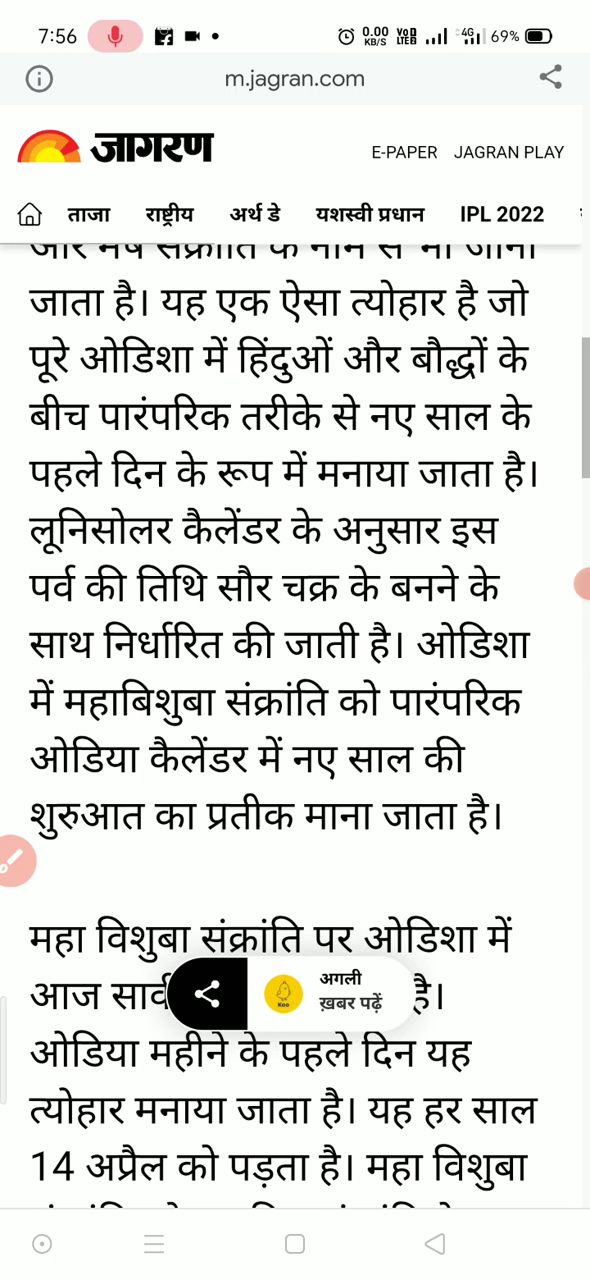 7:56
0.00
KB/S
4G
69%
m.jagran.com
जागरण
E-PAPER JAGRAN PLAY
ताजा राष्ट्रीय अर्थ डे यशस्वी प्रधान IPL 2022
और मेष संक्रांति के नाम से भी जाना
जाता है। यह एक ऐसा त्योहार है जो
पूरे ओडिशा में हिंदुओं और बौद्धों के
बीच पारंपरिक तरीके से नए साल के
पहले दिन के रूप में मनाया जाता है।
लूनिसोलर कैलेंडर के अनुसार इस
पर्व की तिथि सौर चक्र के बनने के
साथ निर्धारित की जाती है। ओडिशा
में महाबिशुबा संक्रांति को पारंपरिक
ओडिया कैलेंडर में नए साल की
शुरुआत का प्रतीक माना जाता है।
महा विशुबा संक्रांति पर ओडिशा में
आज है।
Koo
अगली
ख़बर पढ़ें
ओडिया महीने के पहले दिन यह
त्योहार मनाया जाता है। यह हर साल
14 अप्रैल को पड़ता है। महा विशुबा